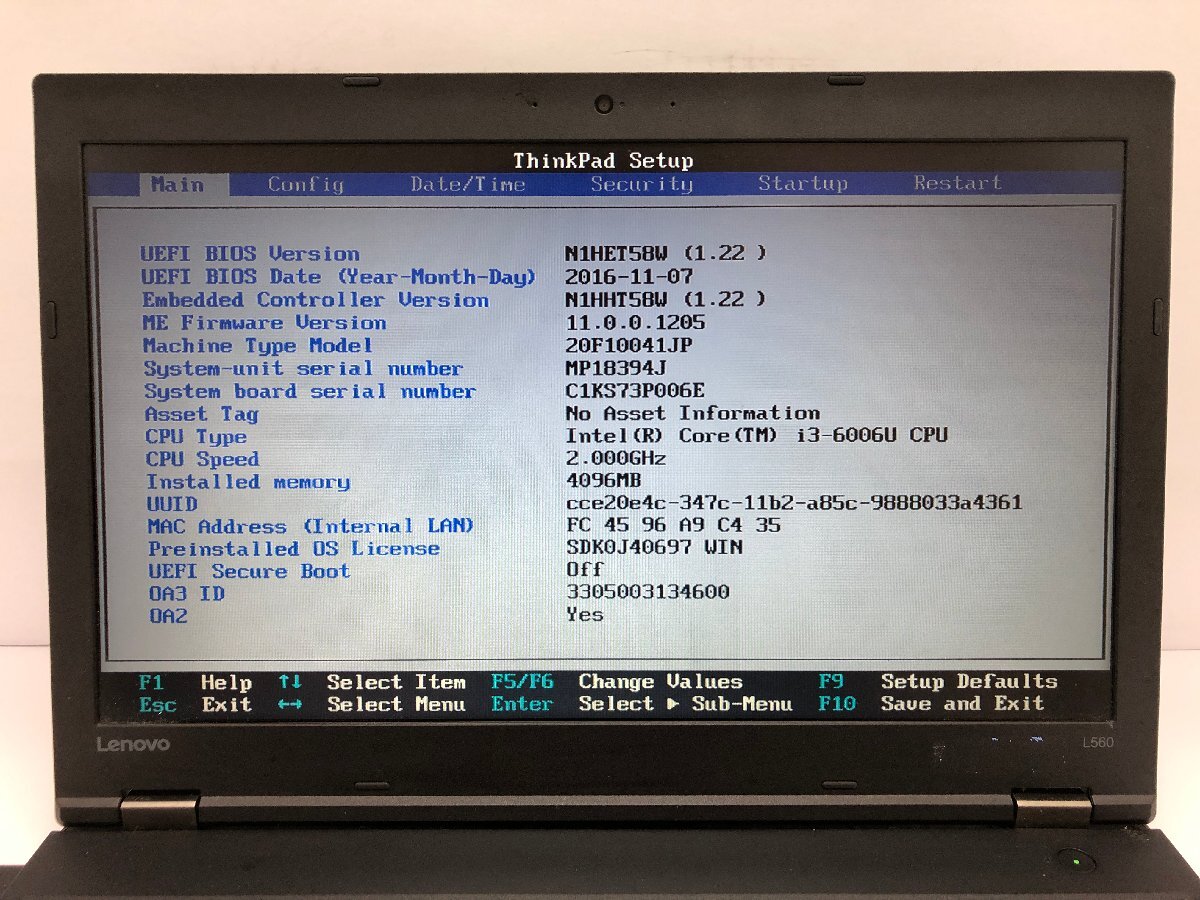 ThinkPad Setup
Main Config Date/Time Security Startup Restart
UEFI BIOS Version N1HET58W (1.22 )
UEFI BIOS Date (Year-Month-Day) 2016-11-07
Embedded Controller Version N1HHT58W (1.22 )
ME Firmware Version 11.0.0.1205
Machine Type Model 20F10041JP
System-unit serial number MP18394J
System board serial number C1KS73P006E
Asset Tag No Asset Information
CPU Type Intel(R) Core(TM) i3-6006U CPU
CPU Speed 2.000GHz
Installed memory 4096MB
UUID cce20e4c-347c-11b2-a85c-9888033a4361
MAC Address (Internal LAN) FC 45 96 A9 C4 35
Preinstalled OS License SDK0J40697 WIN
UEFI Secure Boot Off
OA3 ID 3305003134600
OA2 Yes
F1 Help ↑↓ Select Item F5/F6 Change Values F9 Setup Defaults
Esc Exit ←→ Select Menu Enter Select ▶ Sub-Menu F10 Save and Exit
Lenovo L560